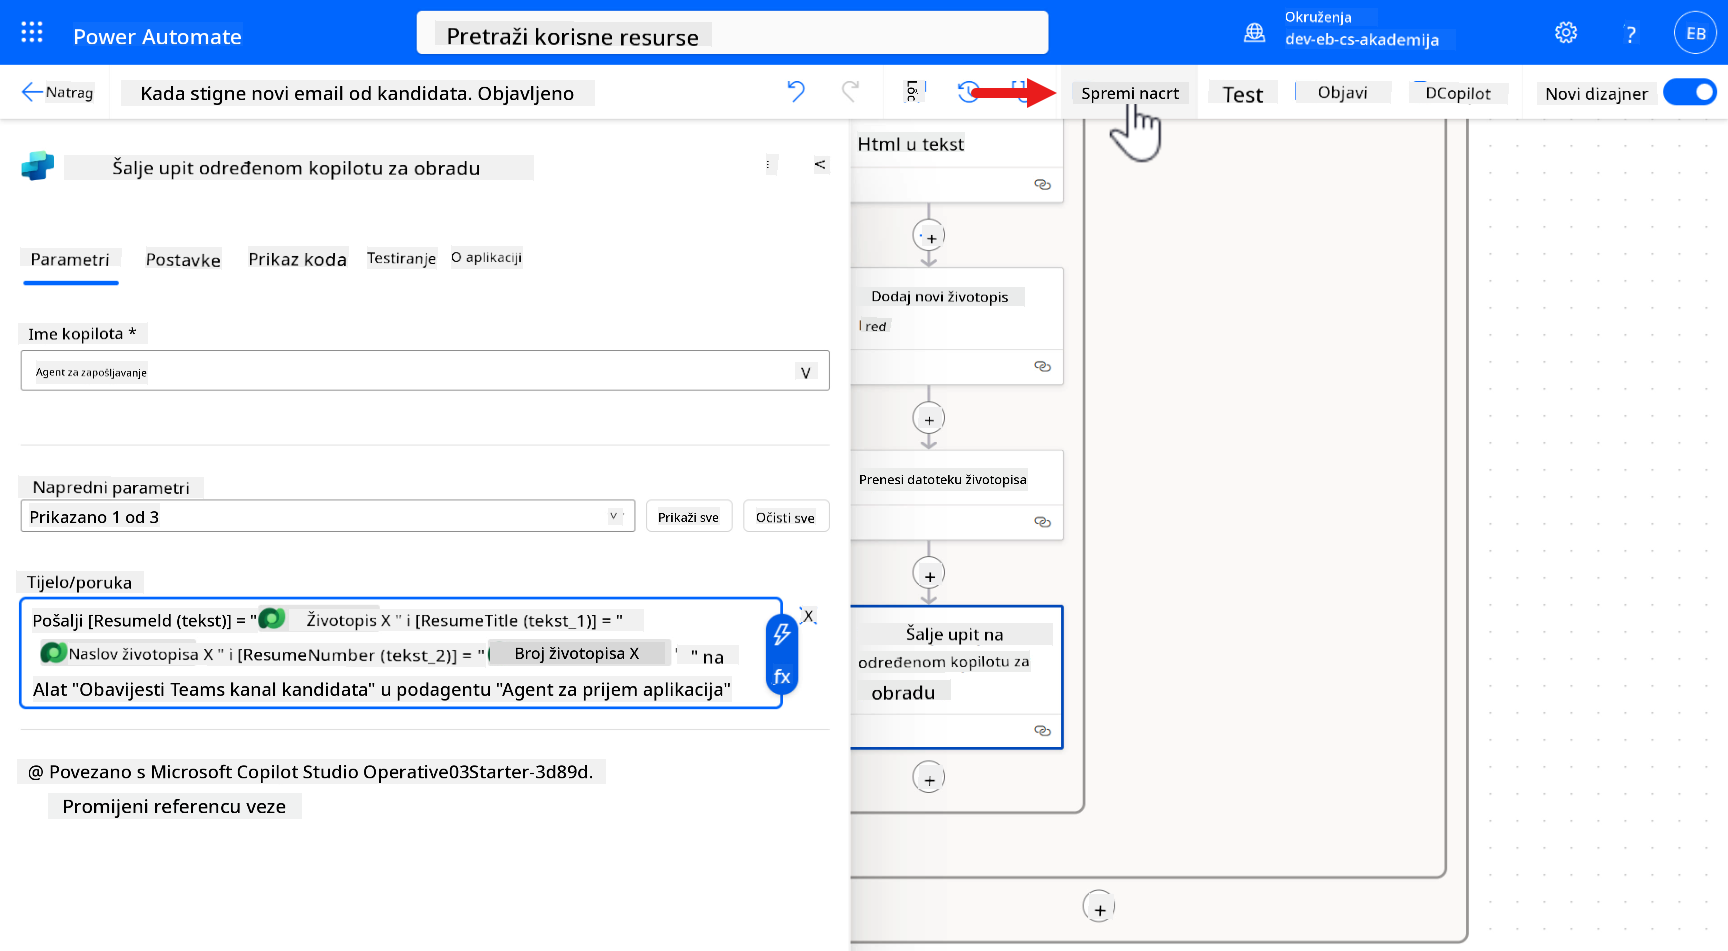 Power Automate
Pretraži korisne resurse
Okruženja
dev-eb-cs-akademija
?
EB
Natrag
Kada stigne novi email od kandidata. Objavljeno
Spremi nacrt
Test
Objavi
DCopilot
Novi dizajner
Šalje upit određenom kopilotu za obradu
<
Parametri
Postavke
Prikaz koda
Testiranje
O aplikaciji
Ime kopilota *
Agent za zapošljavanje
V
Napredni parametri
Prikazano 1 od 3
Prikaži sve
Očisti sve
Tijelo/poruka
Pošalji [ResumeId (tekst)] = " Životopis X " i [ResumeTitle (tekst_1)] = "
Naslov životopisa X " i [ResumeNumber (tekst_2)] = " Broj životopisa X " na
Alat "Obavijesti Teams kanal kandidata" u podagentu "Agent za prijem aplikacija"
X
fx
@ Povezano s Microsoft Copilot Studio Operative03Starter-3d89d.
Promijeni referencu veze
Html u tekst
Dodaj novi životopis
red
Prenesi datoteku životopisa
Šalje upit na
određenom kopilotu za
obradu